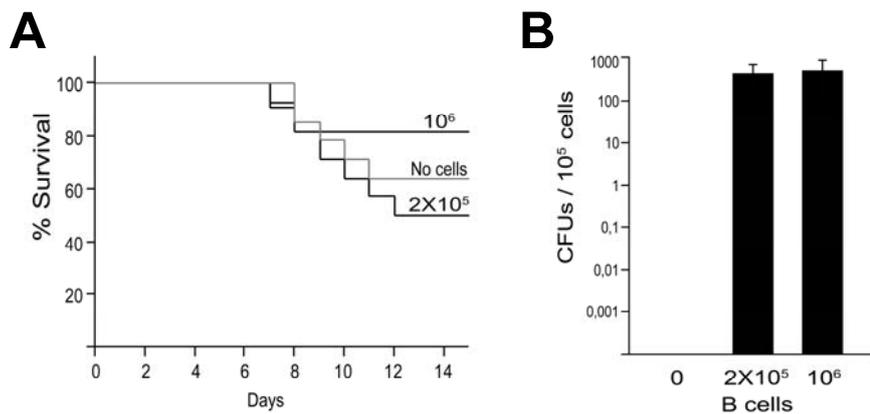 A
% Survival
100
80
60
40
20
10⁶
No cells
2X10⁵
0 2 4 6 8 10 12 14
Days
B
CFUs / 10⁵ cells
1000
100
10
1
0,1
0,01
0,001
0 2X10⁵ 10⁶
B cells